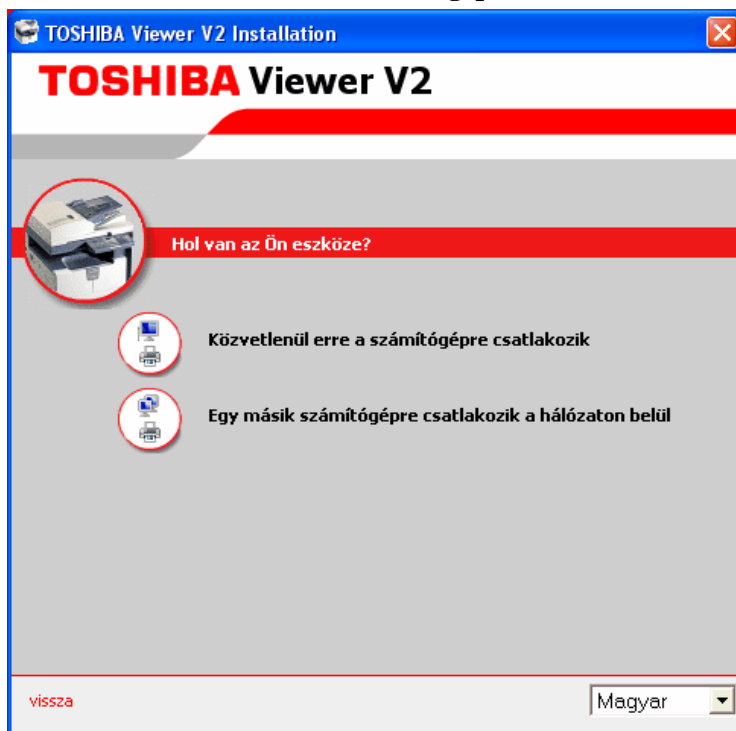 TOSHIBA Viewer V2 Installation
TOSHIBA Viewer V2
Hol van az Ön eszköze?
Közvetlenül erre a számítógépre csatlakozik
Egy másik számítógépre csatlakozik a hálózaton belül
vissza
Magyar